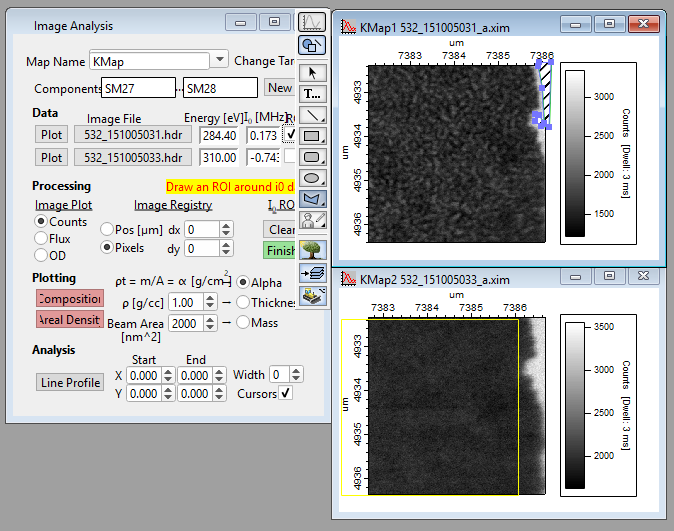 Image Analysis
Map Name KMap Change Tar
Components SM27 ... SM28 New
Data Image File Energy [eV] I₀ [MHz]
Plot 532_151005031.hdr 284.40 0.173
Plot 532_151005033.hdr 310.00 -0.743
Processing Draw an ROI around i0 d
Image Plot Image Registry I₀ RO
Counts Pos [µm] dx 0 Clear
Flux Pixels dy 0 Finish
OD
Plotting ρt = m/A = α [g/cm²] Alpha
Composition ρ [g/cc] 1.00 → Thicknes
Areal Densit Beam Area 2000 → Mass
[nm^2]
Analysis
Start End
Line Profile X 0.000 0.000 Width 0
Y 0.000 0.000 Cursors
T...
KMap1 532_151005031_a.xim
um
7383 7384 7385 7386
um
4933
4934
4935
4936
3000
2500
2000
1500
Counts [Dwell: 3 ms]
KMap2 532_151005033_a.xim
um
7383 7384 7385 7386
um
4933
4934
4935
4936
3500
3000
2500
2000
Counts [Dwell: 3 ms]